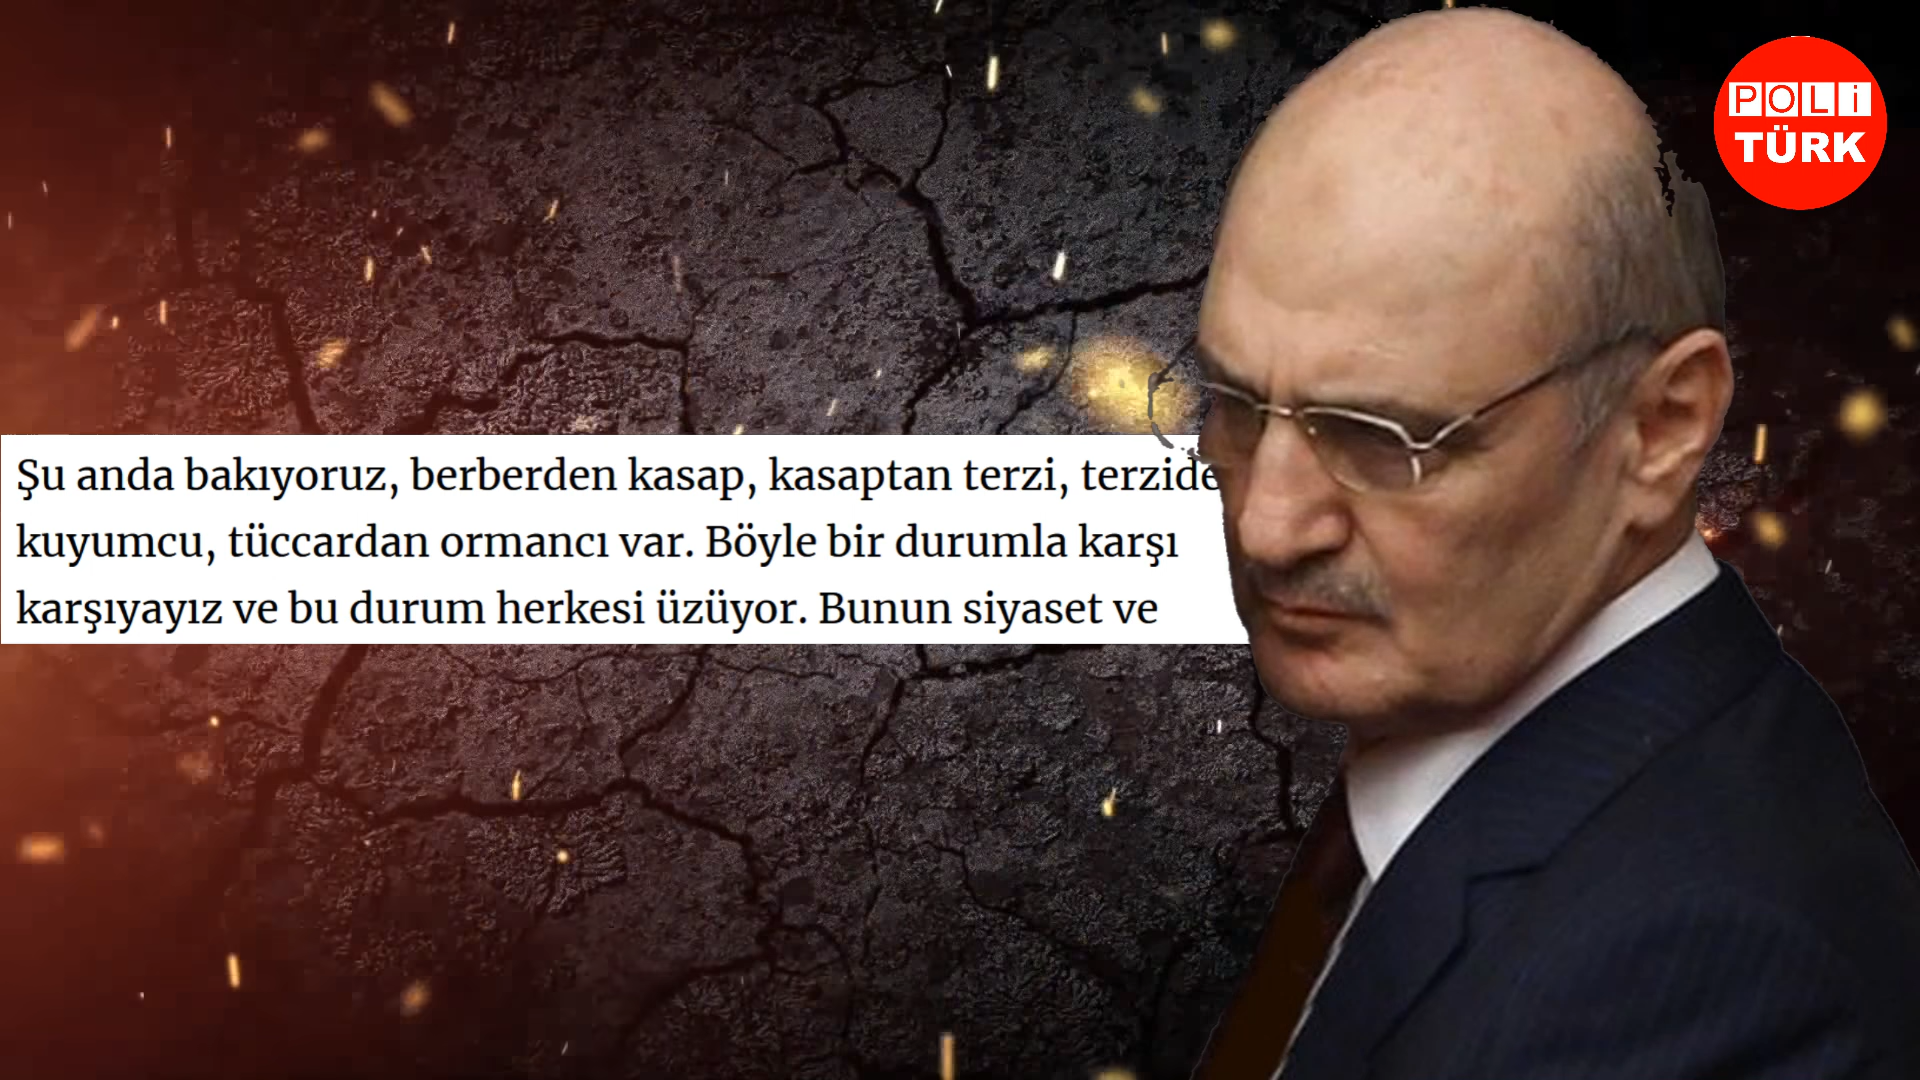 POLİ
TÜRK
Şu anda bakıyoruz, berberden kasap, kasaptan terzi, terzide
kuyumcu, tüccardan ormancı var. Böyle bir durumla karşı
karşıyayız ve bu durum herkesi üzüyor. Bunun siyaset ve